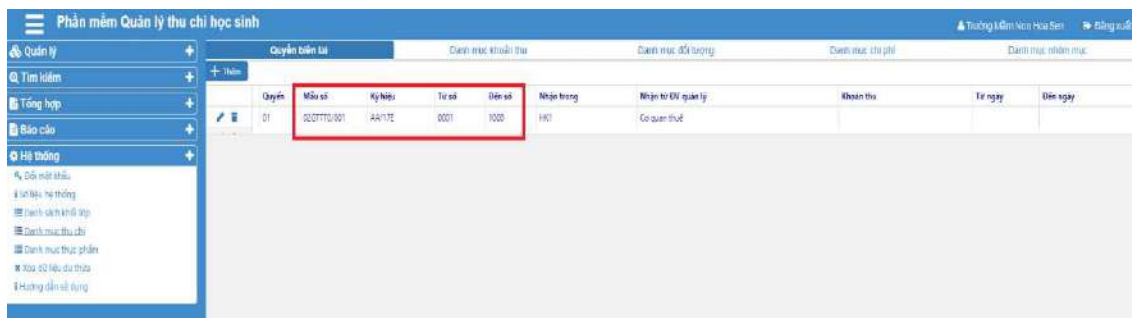 Phần mềm Quản lý thu chi học sinh
Trường Mầm Non Hoa Sen
Đăng xuất
Quản lý
Quyển biên lai
Danh mục khoản thu
Danh mục đối tượng
Danh mục chi phí
Danh mục nhóm mục
Tìm kiếm
Thêm
Tổng hợp
Quyển Mẫu số Ký hiệu Từ số Đến số Nhận trong Nhận từ ĐV quản lý Khoản thu Từ ngày Đến ngày
01 AA/17E 0001 1000 HK1 Cơ quan thuế
Báo cáo
Hệ thống
Đổi mật khẩu
Số liệu hệ thống
Danh sách khối lớp
Danh mục thu chi
Danh mục thực phẩm
Xóa dữ liệu dư thừa
Hướng dẫn sử dụng